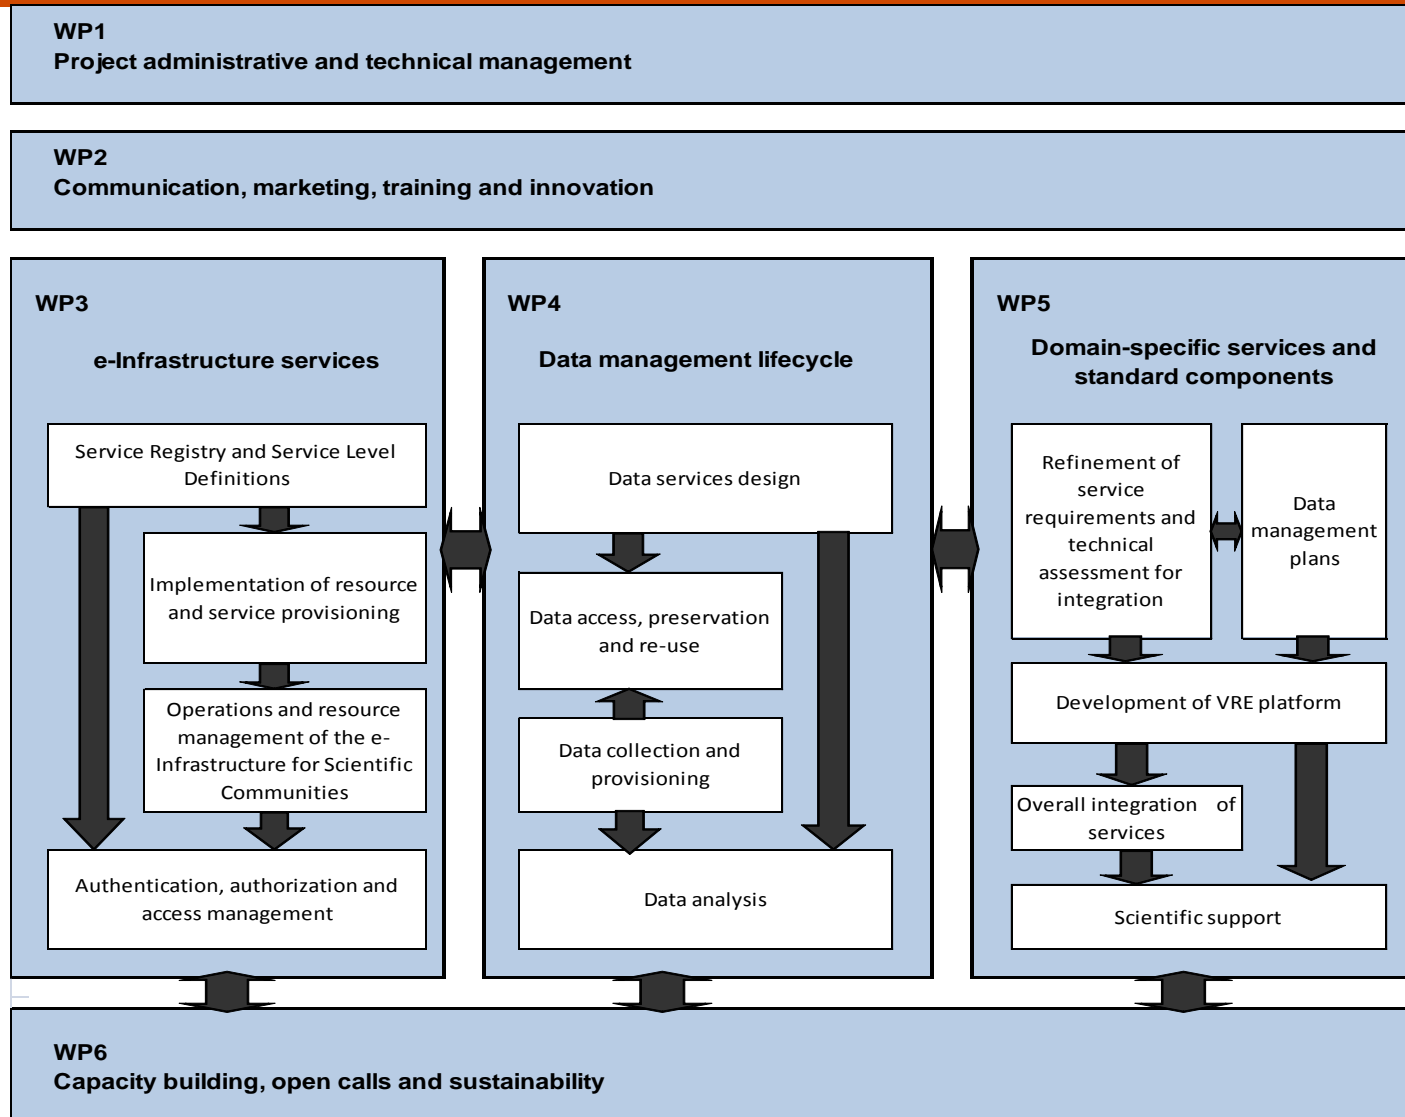 WP1
Project administrative and technical management
WP2
Communication, marketing, training and innovation
WP3
e-Infrastructure services
Service Registry and Service Level
Definitions
Implementation of resource
and service provisioning
Operations and resource
management of the e-
Infrastructure for Scientific
Communities
Authentication, authorization and
access management
WP4
Data management lifecycle
Data services design
Data access, preservation
and re-use
Data collection and
provisioning
Data analysis
WP5
Domain-specific services and
standard components
Refinement of
service
requirements and
technical
assessment for
integration
Data
management
plans
Development of VRE platform
Overall integration of
services
Scientific support
WP6
Capacity building, open calls and sustainability